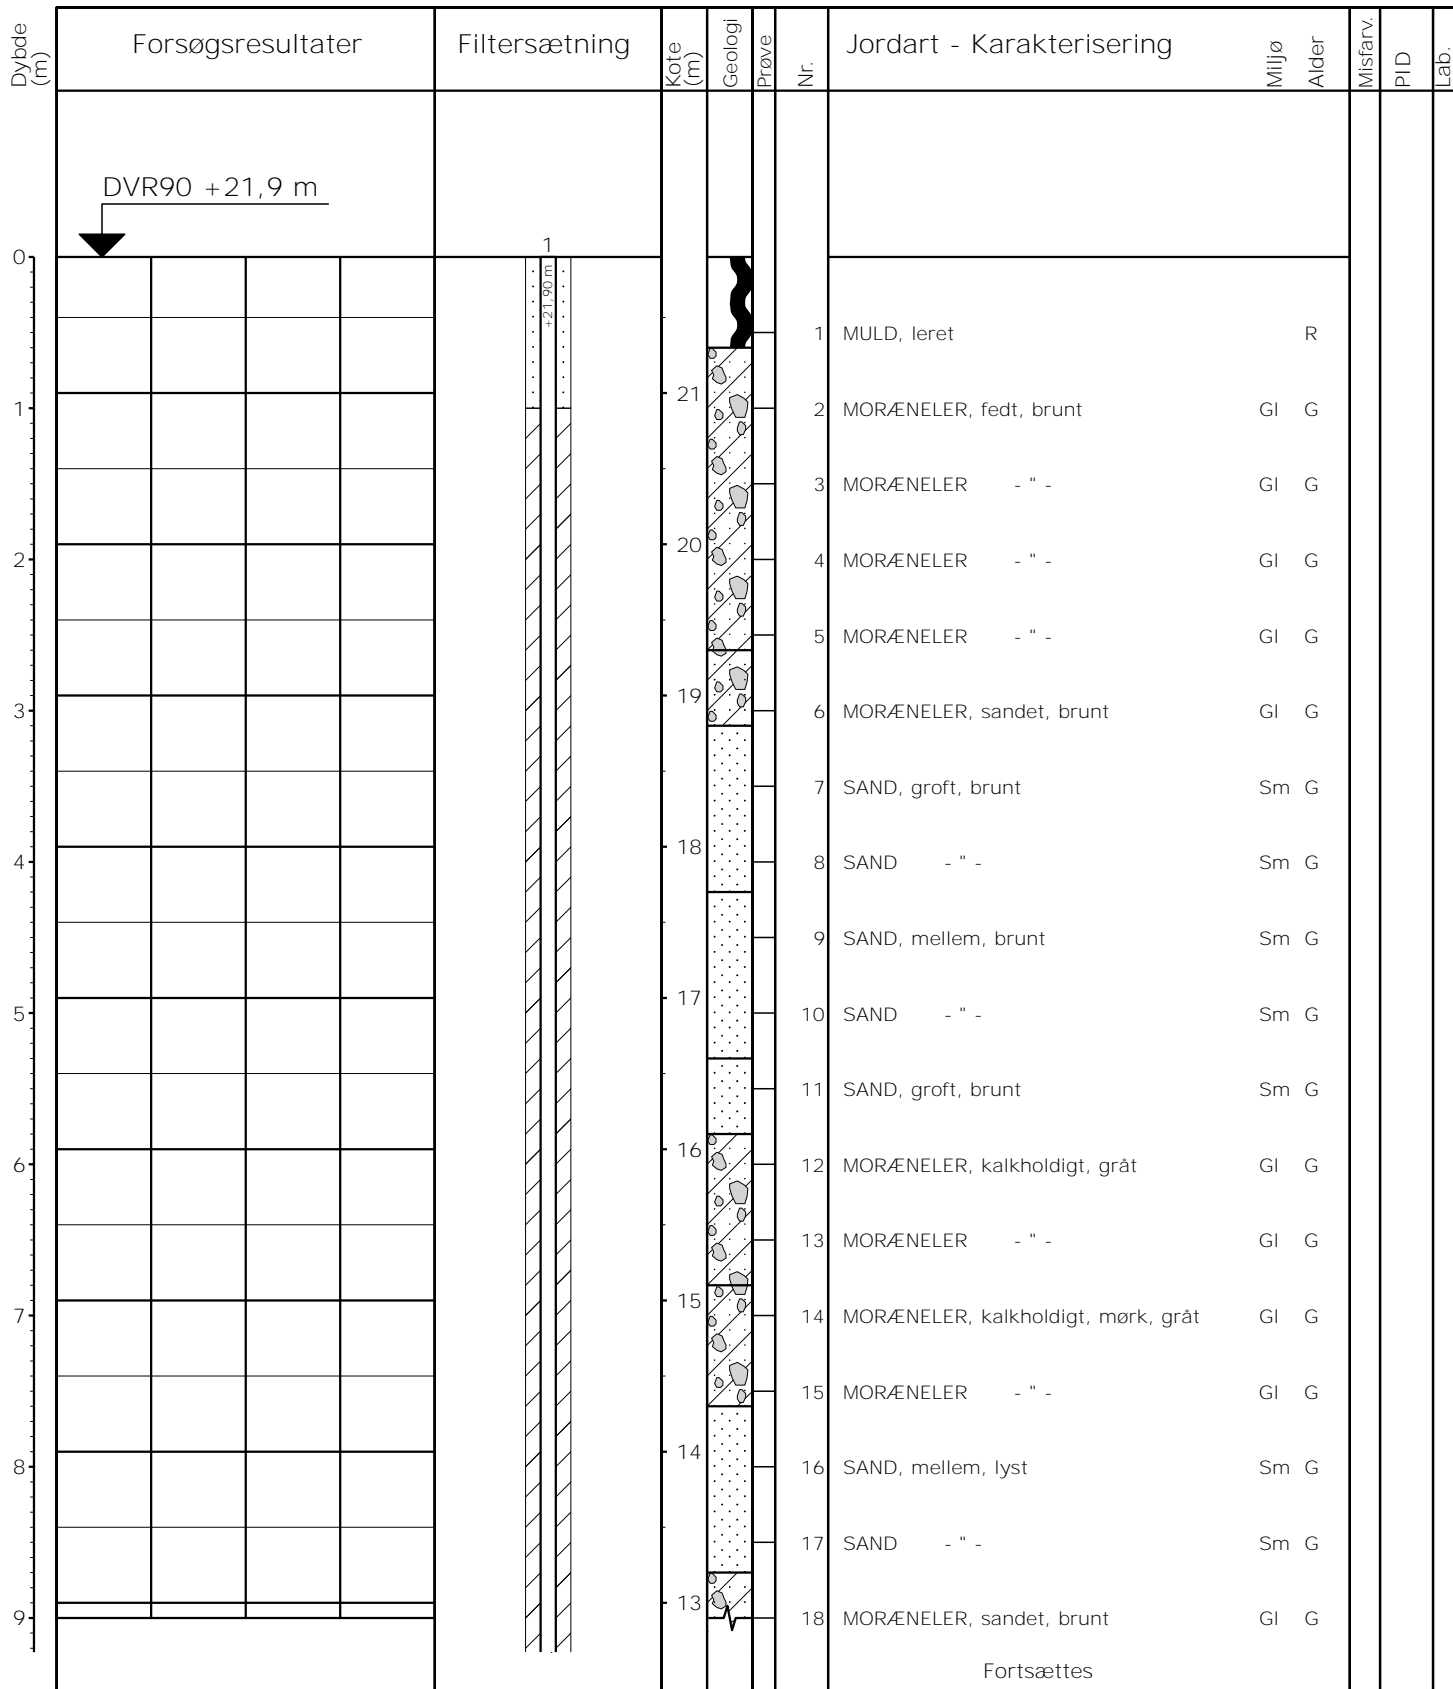 Dybde (m) Forsøgsresultater Filtersætning Kote (m) Geologi Prøve Nr. Jordart - Karakterisering Miljø Alder Misfarv. PID Lab.
DVR90 +21,9 m
1
0
+21,90 m
1 MULD, leret R
21
1 2 MORÆNELER, fedt, brunt Gl G
3 MORÆNELER - " - Gl G
20
2 4 MORÆNELER - " - Gl G
5 MORÆNELER - " - Gl G
19
3 6 MORÆNELER, sandet, brunt Gl G
7 SAND, groft, brunt Sm G
18
4 8 SAND - " - Sm G
9 SAND, mellem, brunt Sm G
17
5 10 SAND - " - Sm G
11 SAND, groft, brunt Sm G
16
6 12 MORÆNELER, kalkholdigt, gråt Gl G
13 MORÆNELER - " - Gl G
15
7 14 MORÆNELER, kalkholdigt, mørk, gråt Gl G
15 MORÆNELER - " - Gl G
14
8 16 SAND, mellem, lyst Sm G
17 SAND - " - Sm G
13
9 18 MORÆNELER, sandet, brunt Gl G
Fortsættes